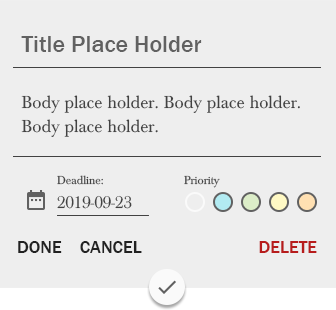 Title Place Holder
Body place holder. Body place holder.
Body place holder.
Deadline:
Priority
2019-09-23
DONE
CANCEL
DELETE